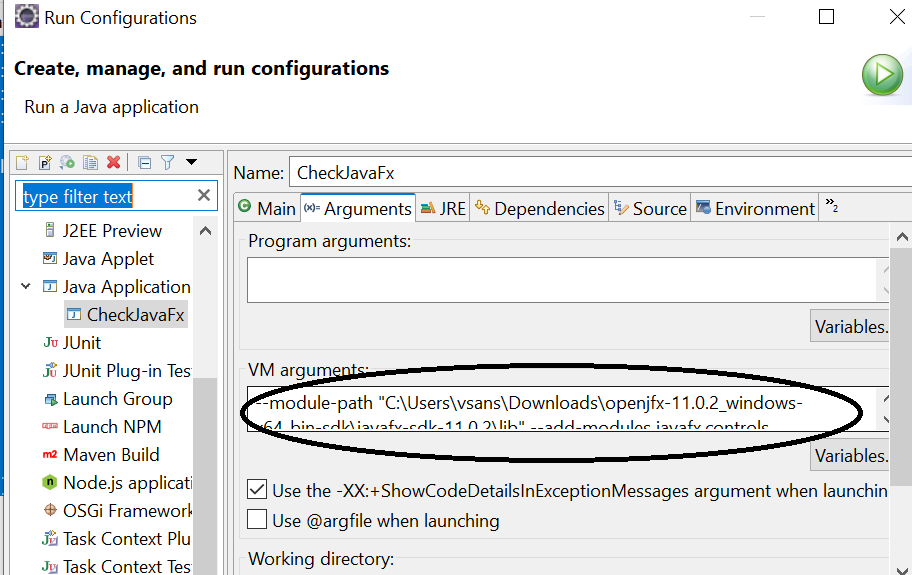 Run Configurations
Create, manage, and run configurations
Run a Java application
type filter text
J2EE Preview
Java Applet
Java Application
CheckJavaFx
JUnit
JUnit Plug-in Tes
Launch Group
Launch NPM
Maven Build
Node.js applicati
OSGi Framework
Task Context Plu
Task Context Tes
Name: CheckJavaFx
Main (x)= Arguments JRE Dependencies Source Environment »2
Program arguments:
Variables.
VM arguments:
--module-path "C:\Users\vsans\Downloads\openjfx-11.0.2_windows-
x64_bin-sdk\javafx-sdk-11.0.2\lib" --add-modules javafx.controls
Variables.
Use the -XX:+ShowCodeDetailsInExceptionMessages argument when launchin
Use @argfile when launching
Working directory: